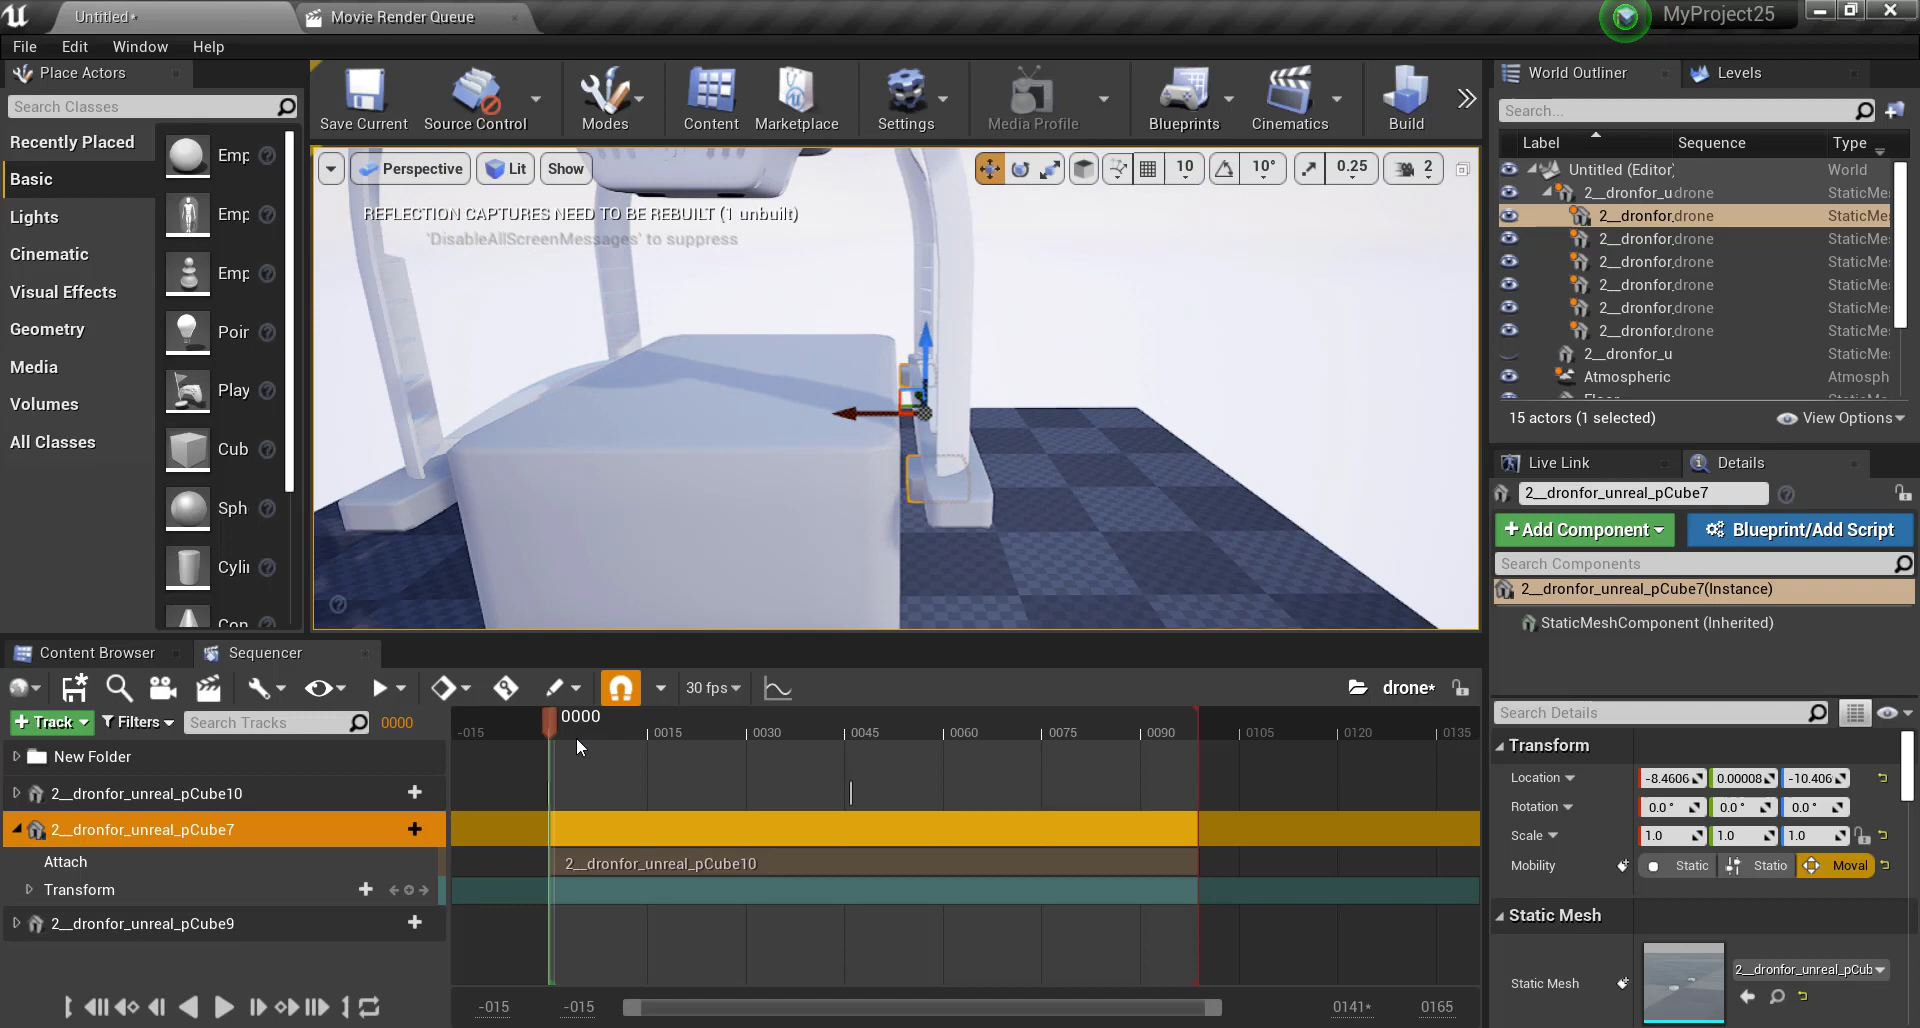 Untitled*
Movie Render Queue
MyProject25
File
Edit
Window
Help
Place Actors
Search Classes
Recently Placed
Basic
Lights
Cinematic
Visual Effects
Geometry
Media
Volumes
All Classes
Emp
Emp
Emp
Poir
Play
Cub
Sph
Cylii
Con
Save Current
Source Control
Modes
Content
Marketplace
Settings
Media Profile
Blueprints
Cinematics
Build
Perspective
Lit
Show
10
10°
0.25
2
REFLECTION CAPTURES NEED TO BE REBUILT (1 unbuilt)
'DisableAllScreenMessages' to suppress
World Outliner
Levels
Search...
Label
Sequence
Type
Untitled (Editor)
World
2__dronfor_u drone StaticMe
2__dronfor. drone StaticMe
2__dronfor. drone StaticMe
2__dronfor. drone StaticMe
2__dronfor. drone StaticMe
2__dronfor. drone StaticMe
2__dronfor. drone StaticMe
2__dronfor_u StaticMe
Atmospheric Atmosph
15 actors (1 selected)
View Options
Live Link
Details
2__dronfor_unreal_pCube7
+Add Component
Blueprint/Add Script
Search Components
2__dronfor_unreal_pCube7(Instance)
StaticMeshComponent (Inherited)
Search Details
Transform
Location
-8.4606
0.00008
-10.406
Rotation
0.0 °
0.0 °
0.0 °
Scale
1.0
1.0
1.0
Mobility
Static
Statio
Moval
Static Mesh
Static Mesh
2__dronfor_unreal_pCub
Content Browser
Sequencer
30 fps
drone*
+ Track
Filters
Search Tracks
0000
New Folder
2__dronfor_unreal_pCube10
2__dronfor_unreal_pCube7
Attach
Transform
2__dronfor_unreal_pCube9
0000
-015
0015
0030
0045
0060
0075
0090
0105
0120
0135
2__dronfor_unreal_pCube10
-015
-015
0141*
0165